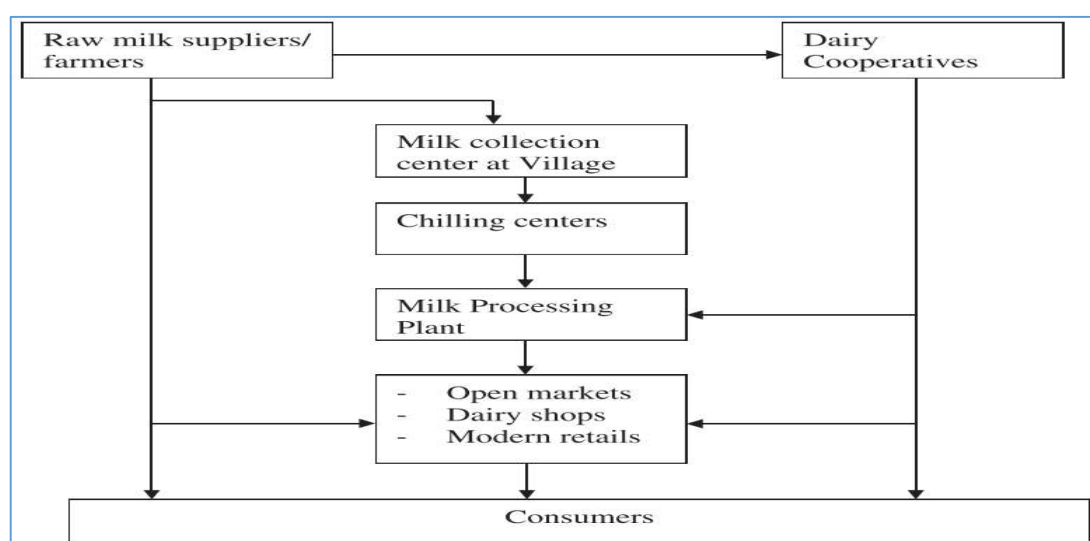 Raw milk suppliers/
farmers
Dairy
Cooperatives
Milk collection
center at Village
Chilling centers
Milk Processing
Plant
- Open markets
- Dairy shops
- Modern retails
Consumers